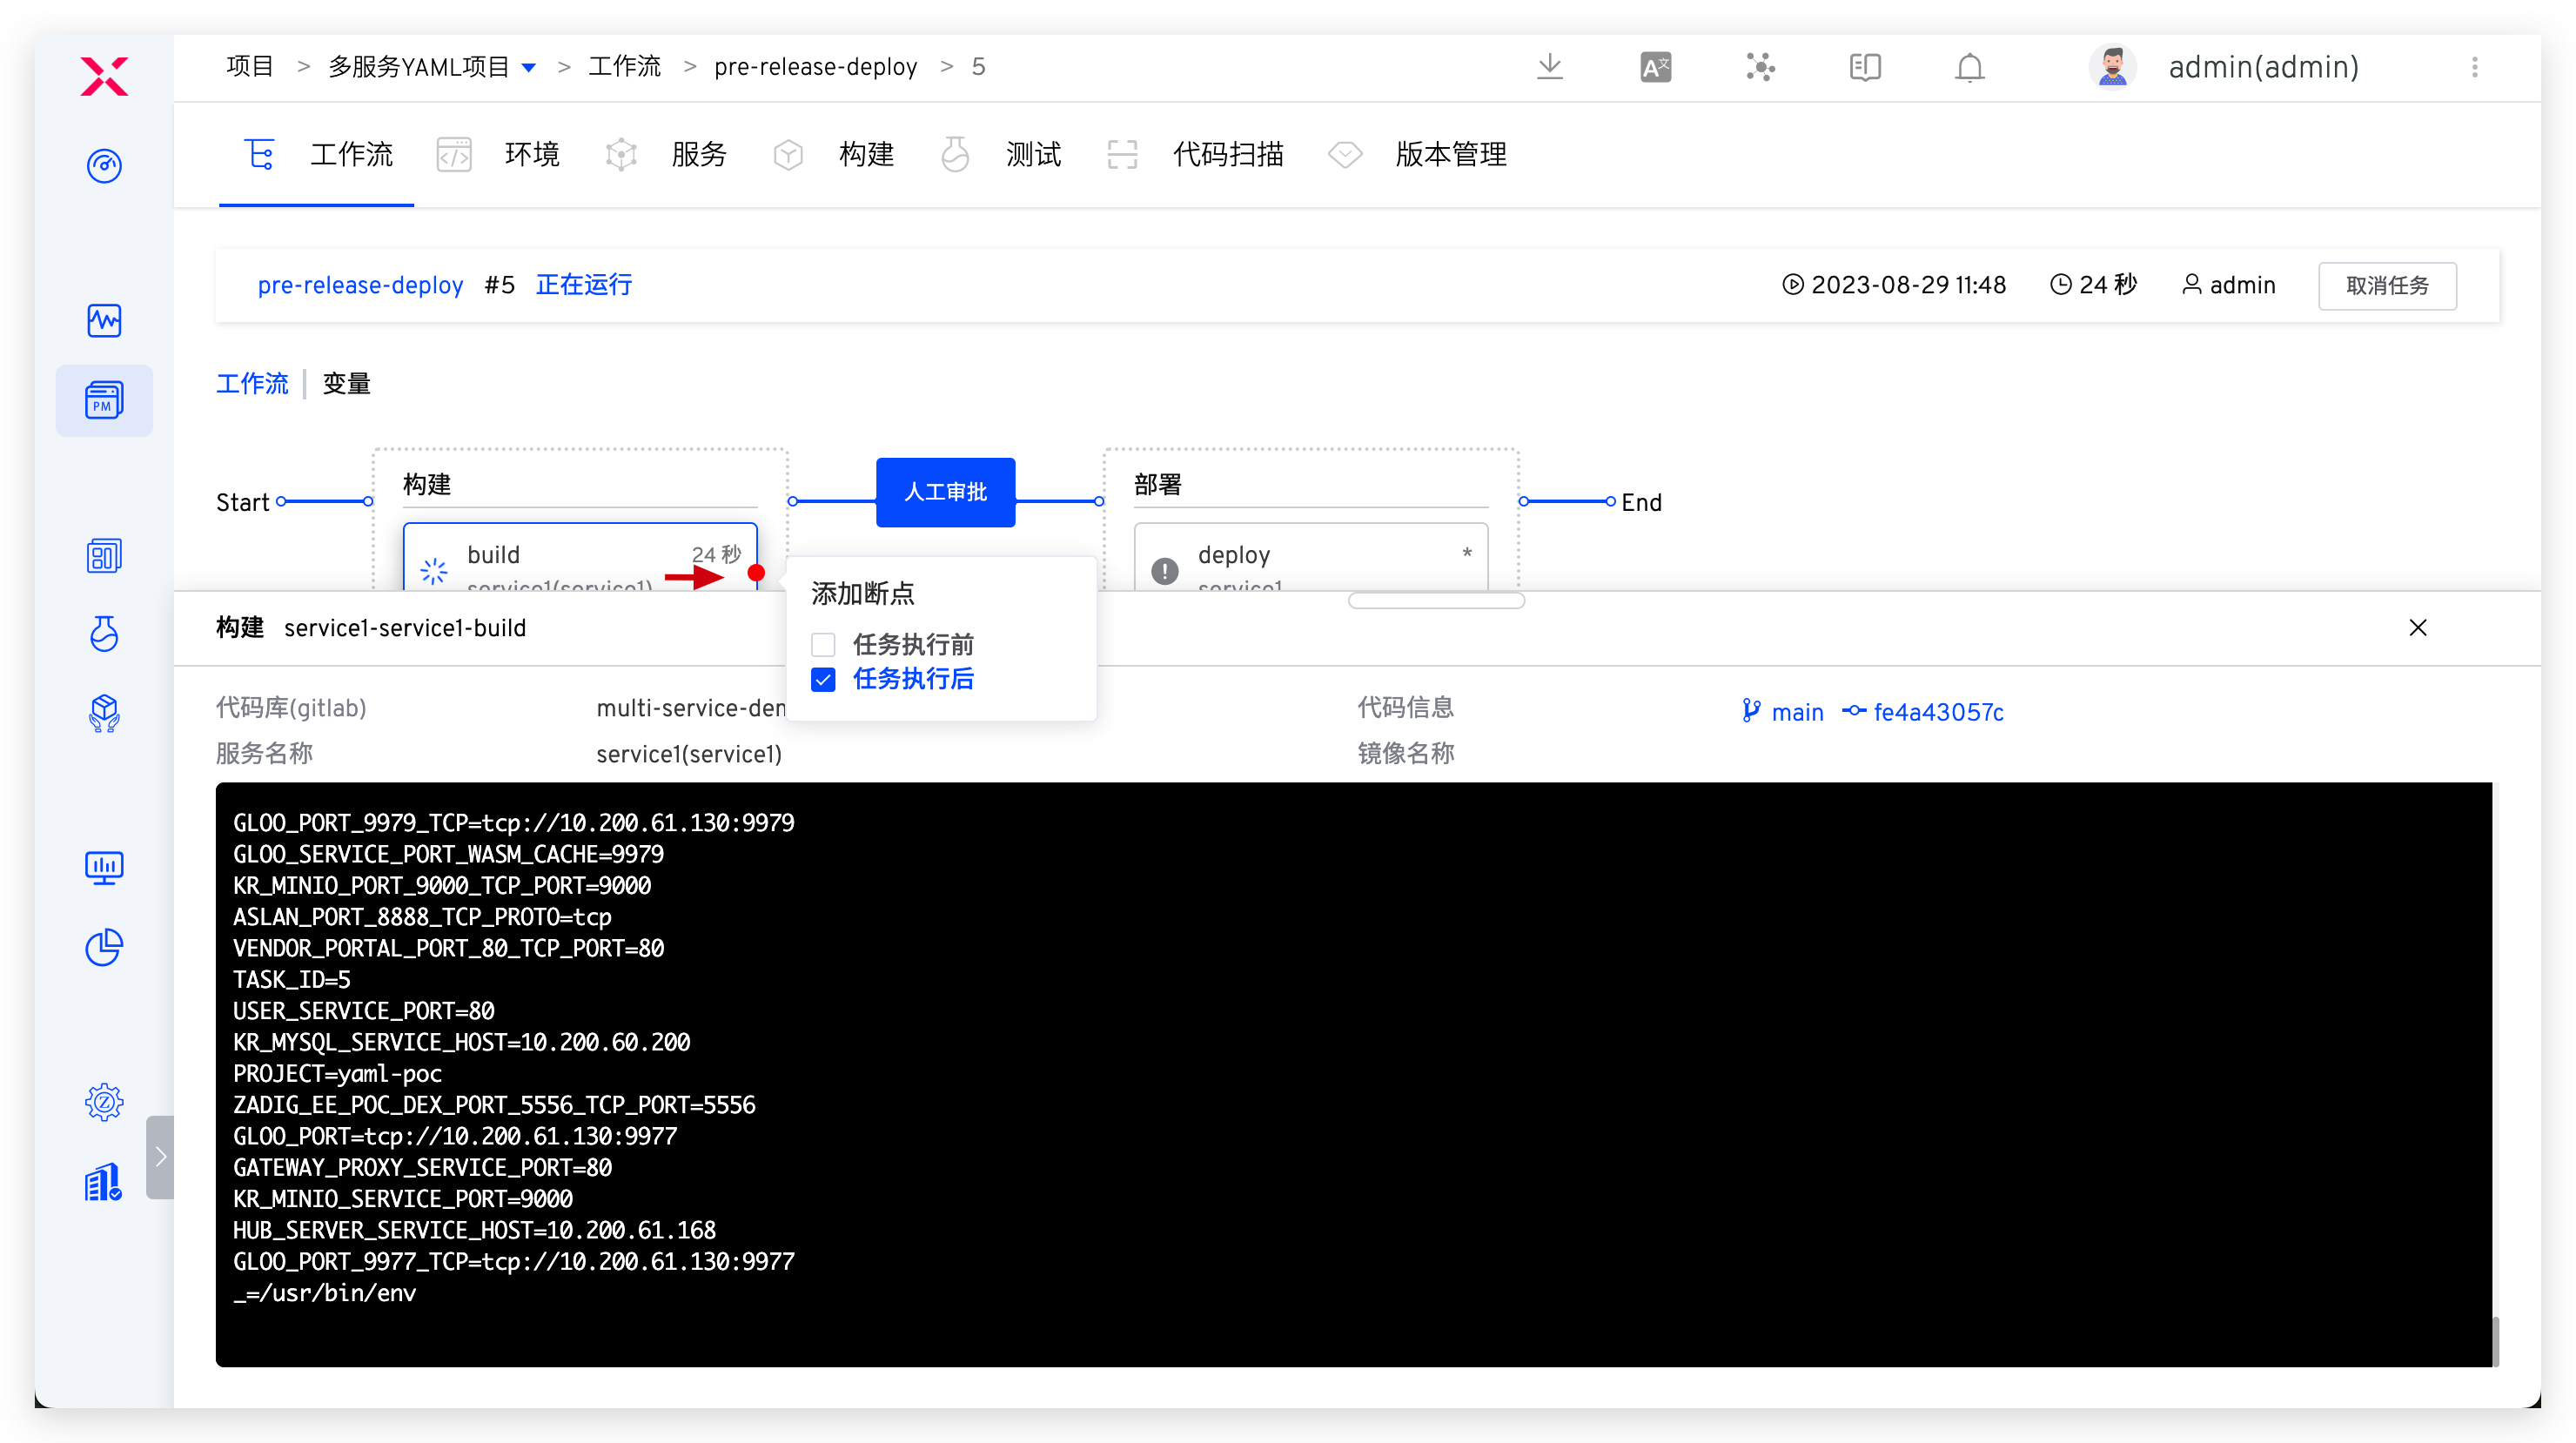 项目 > 多服务YAML项目 > 工作流 > pre-release-deploy > 5
admin(admin)
工作流 环境 服务 构建 测试 代码扫描 版本管理
pre-release-deploy #5 正在运行 2023-08-29 11:48 24 秒 admin 取消任务
PM
工作流 变量
Start 构建 人工审批 部署 End
build 24 秒
service1(service1)
deploy *
service1
添加断点
任务执行前
任务执行后
构建 service1-service1-build
代码库(gitlab) multi-service-den 代码信息 main fe4a43057c
服务名称 service1(service1) 镜像名称
GLOO_PORT_9979_TCP=tcp://10.200.61.130:9979
GLOO_SERVICE_PORT_WASM_CACHE=9979
KR_MINIO_PORT_9000_TCP_PORT=9000
ASLAN_PORT_8888_TCP_PROTO=tcp
VENDOR_PORTAL_PORT_80_TCP_PORT=80
TASK_ID=5
USER_SERVICE_PORT=80
KR_MYSQL_SERVICE_HOST=10.200.60.200
PROJECT=yaml-poc
ZADIG_EE_POC_DEX_PORT_5556_TCP_PORT=5556
GLOO_PORT=tcp://10.200.61.130:9977
GATEWAY_PROXY_SERVICE_PORT=80
KR_MINIO_SERVICE_PORT=9000
HUB_SERVER_SERVICE_HOST=10.200.61.168
GLOO_PORT_9977_TCP=tcp://10.200.61.130:9977
_=/usr/bin/env